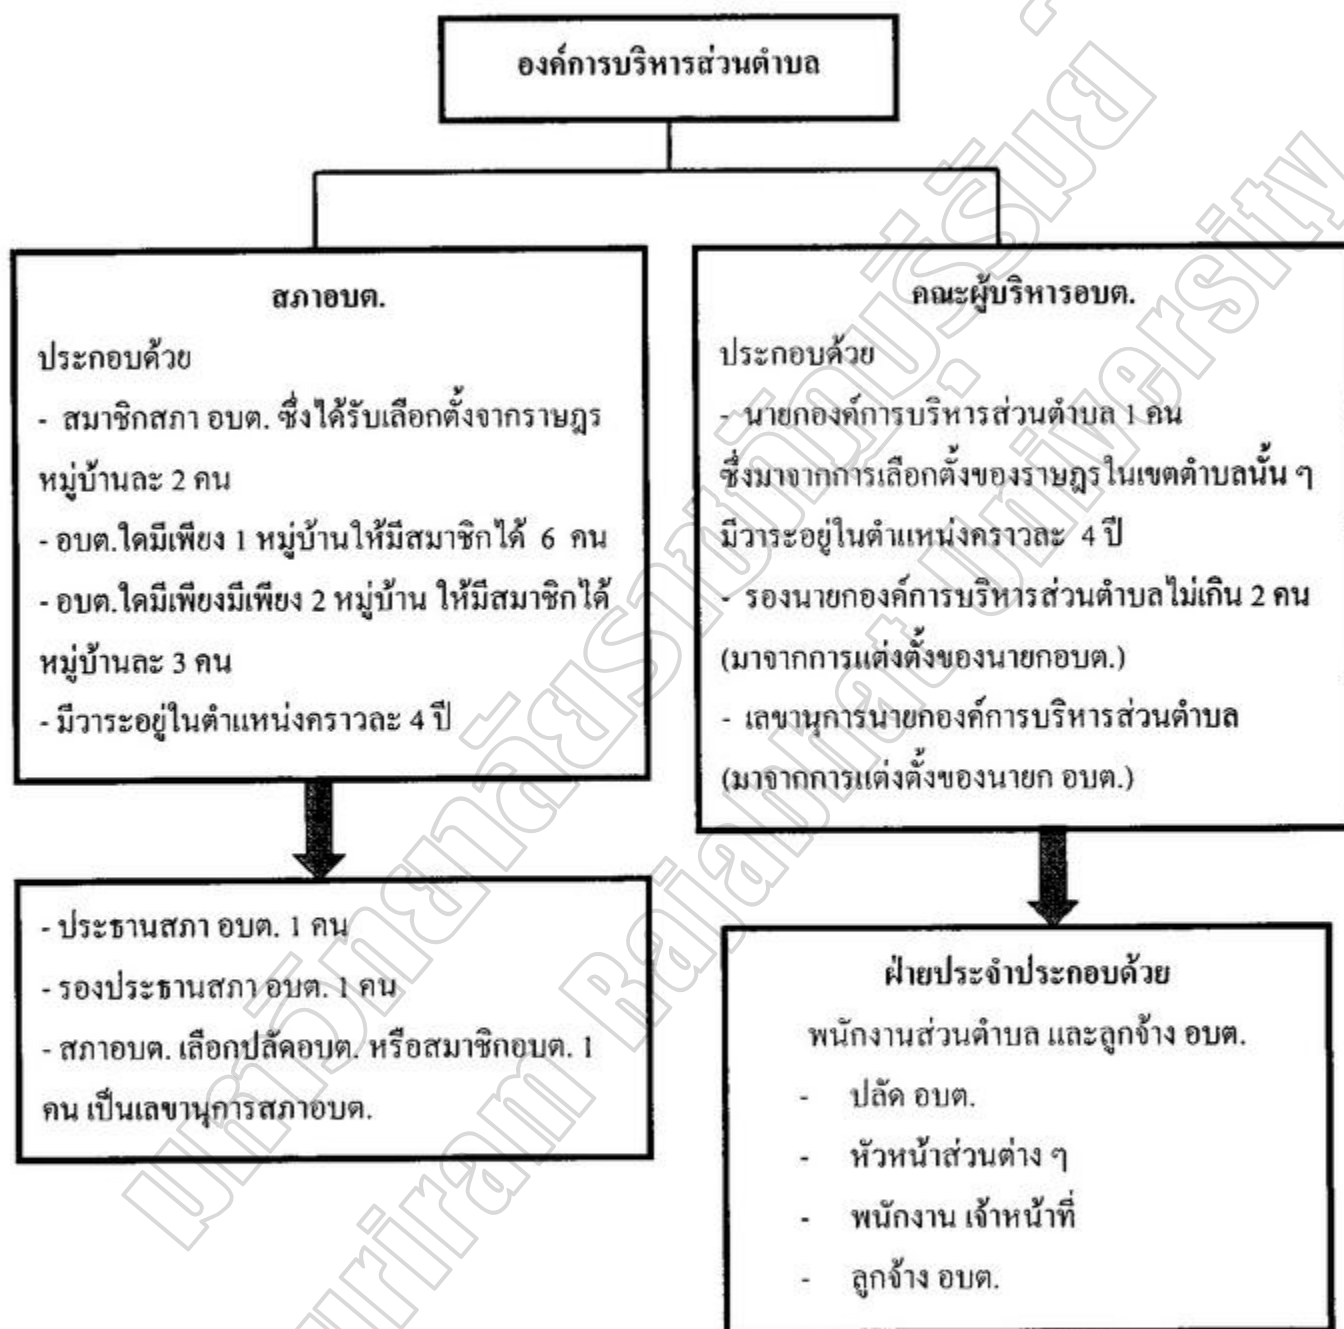 องค์การบริหารส่วนตำบล
สภาอบต.
ประกอบด้วย
- สมาชิกสภา อบต. ซึ่งได้รับเลือกตั้งจากราษฎร
หมู่บ้านละ 2 คน
- อบต.ใดมีเพียง 1 หมู่บ้านให้มีสมาชิกได้ 6 คน
- อบต.ใดมีเพียงมีเพียง 2 หมู่บ้าน ให้มีสมาชิกได้
หมู่บ้านละ 3 คน
- มีวาระอยู่ในตำแหน่งคราวละ 4 ปี
คณะผู้บริหารอบต.
ประกอบด้วย
- นายกองค์การบริหารส่วนตำบล 1 คน
ซึ่งมาจากการเลือกตั้งของราษฎรในเขตตำบลนั้น ๆ
มีวาระอยู่ในตำแหน่งคราวละ 4 ปี
- รองนายกองค์การบริหารส่วนตำบลไม่เกิน 2 คน
(มาจากการแต่งตั้งของนายกอบต.)
- เลขานุการนายกองค์การบริหารส่วนตำบล
(มาจากการแต่งตั้งของนายก อบต.)
- ประธานสภา อบต. 1 คน
- รองประธานสภา อบต. 1 คน
- สภาอบต. เลือกปลัดอบต. หรือสมาชิกอบต. 1
คน เป็นเลขานุการสภาอบต.
ฝ่ายประจำประกอบด้วย
พนักงานส่วนตำบล และลูกจ้าง อบต.
- ปลัด อบต.
- หัวหน้าส่วนต่าง ๆ
- พนักงาน เจ้าหน้าที่
- ลูกจ้าง อบต.
มหาวิทยาลัยราชภัฏบุรีรัมย์
Rajabhat University